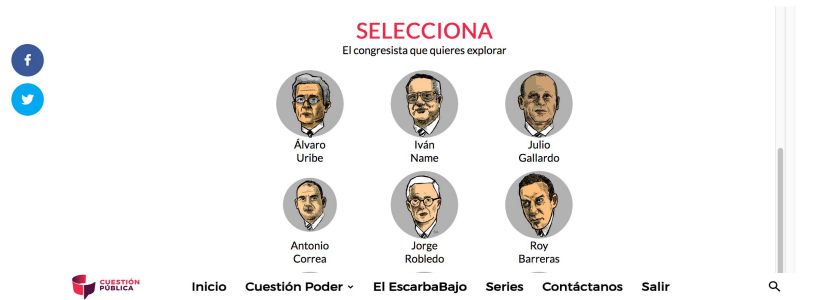 SELECCIONA
El congresista que quieres explorar
Álvaro
Uribe
Iván
Name
Julio
Gallardo
Antonio
Correa
Jorge
Robledo
Roy
Barreras
CUESTIÓN
PÚBLICA
Inicio Cuestión Poder El EscarbaBajo Series Contáctanos Salir